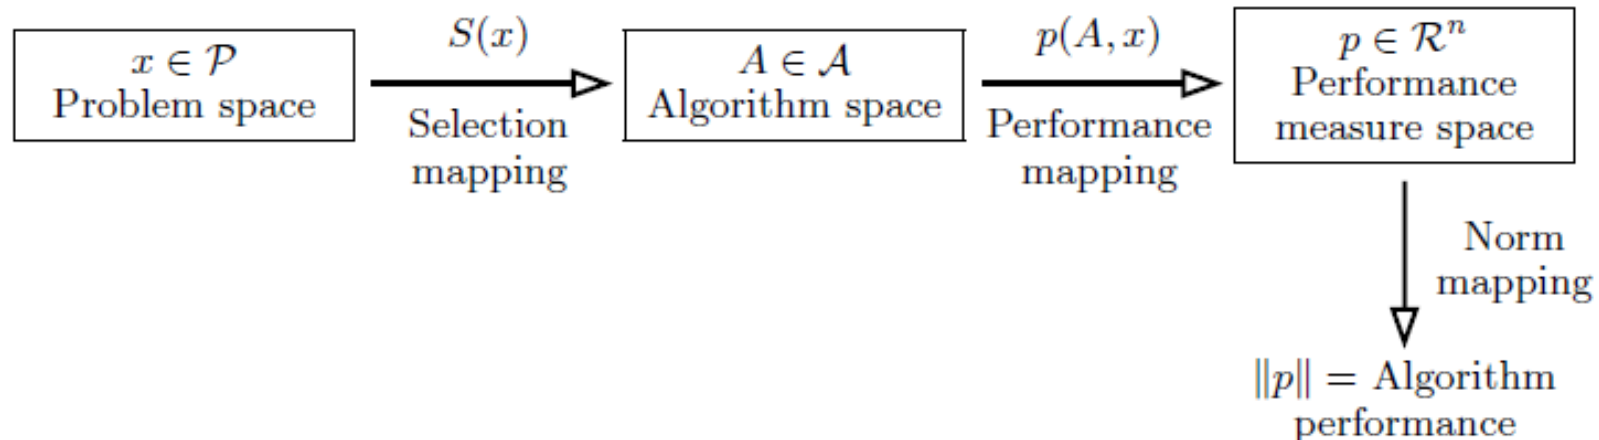 x ∈ 𝒫
Problem space
S(x)
Selection
mapping
A ∈ 𝒜
Algorithm space
p(A, x)
Performance
mapping
p ∈ ℛⁿ
Performance
measure space
Norm
mapping
‖p‖ = Algorithm
performance